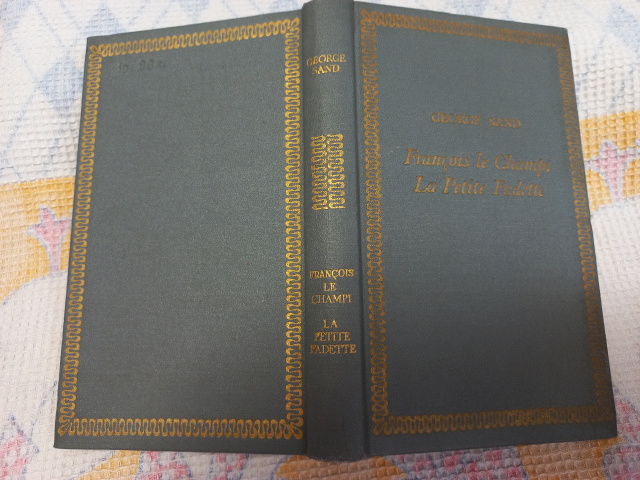 GEORGE
SAND
FRANÇOIS
LE
CHAMPI
LA
PETITE
FADETTE
GEORGE SAND
François le Champi
La Petite Fadette